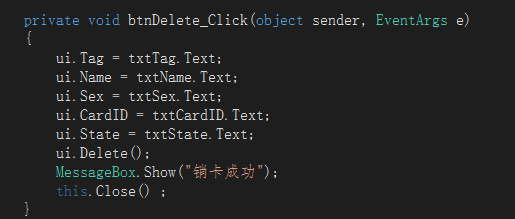 private void btnDelete_Click(object sender, EventArgs e)
{
ui.Tag = txtTag.Text;
ui.Name = txtName.Text;
ui.Sex = txtSex.Text;
ui.CardID = txtCardID.Text;
ui.State = txtState.Text;
ui.Delete();
MessageBox.Show("销卡成功");
this.Close() ;
}